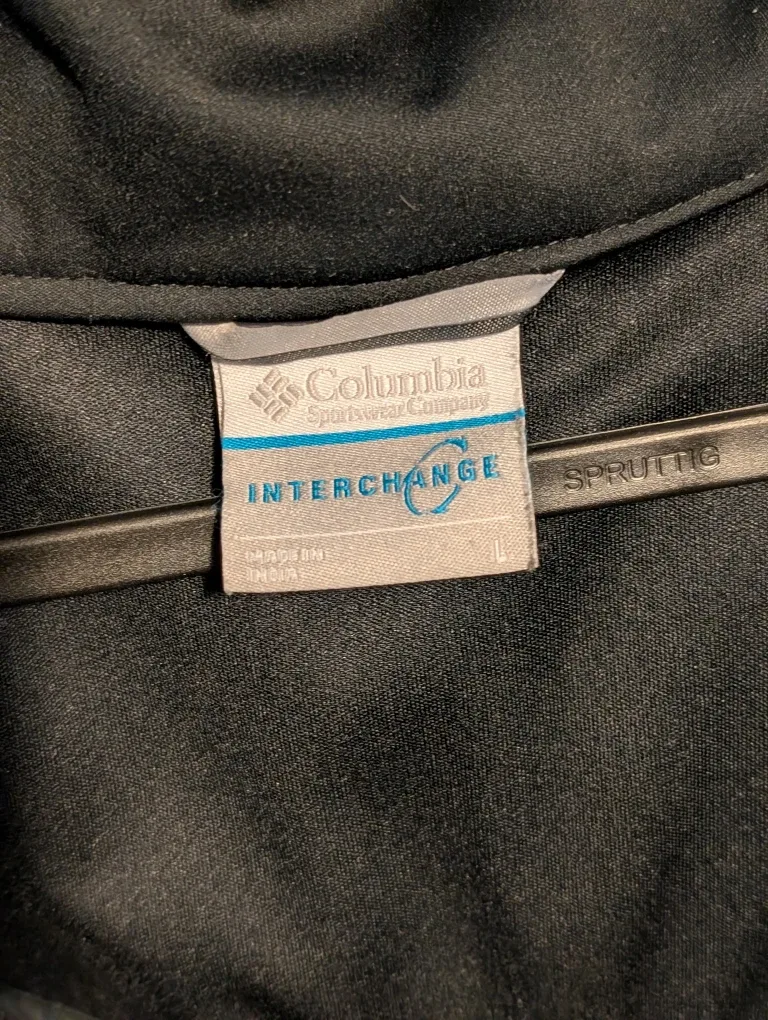 Columbia
Sportswear Company
INTERCHANGE
SPRUTTIG
MADE IN
INDIA
L